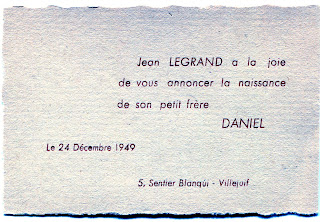 Jean LEGRAND a la joie
de vous annoncer la naissance
de son petit frère
DANIEL
Le 24 Décembre 1949
5, Sentier Blanqui - Villejuif